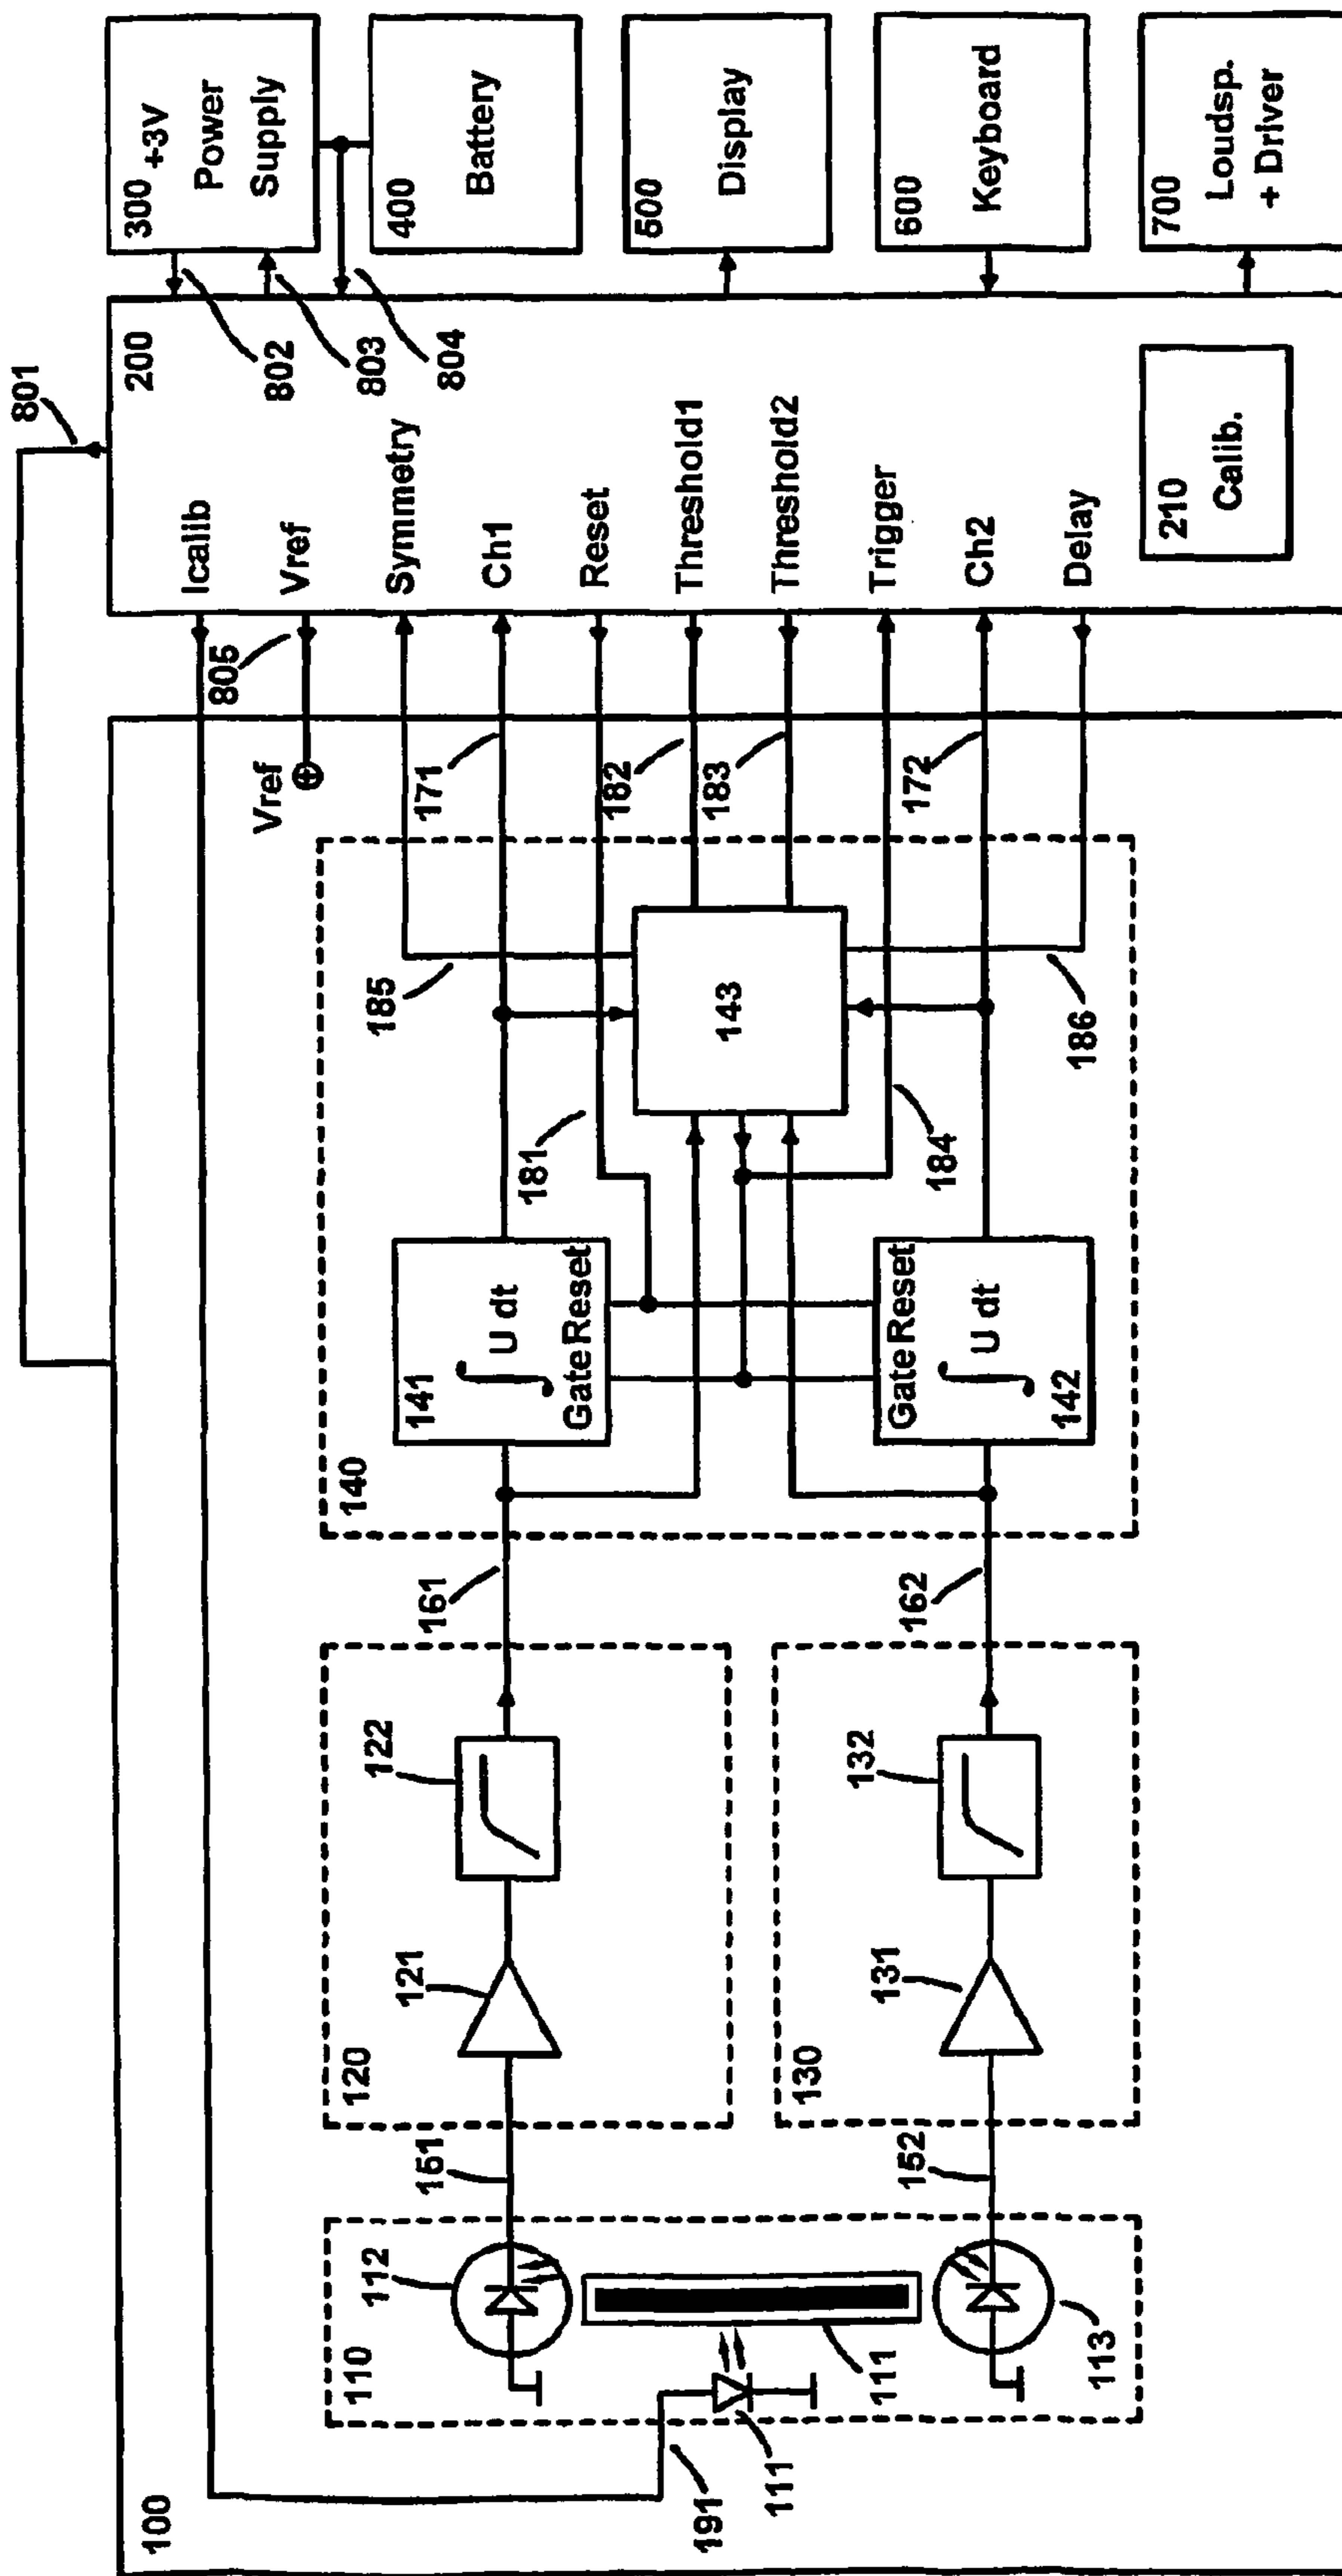 801
300 +3V
Power
Supply
400
Battery
500
Display
600
Keyboard
700
Loudsp.
+ Driver
200
802
803
804
Icalib
Vref
Symmetry
Ch1
Reset
Threshold1
Threshold2
Trigger
Ch2
Delay
210
Calib.
805
Vref
171
182
183
172
185
143
186
181
184
141
U dt
Gate Reset
Gate Reset
U dt
142
140
161
162
122
132
121
131
120
130
151
152
112
110
111
113
111
191
100